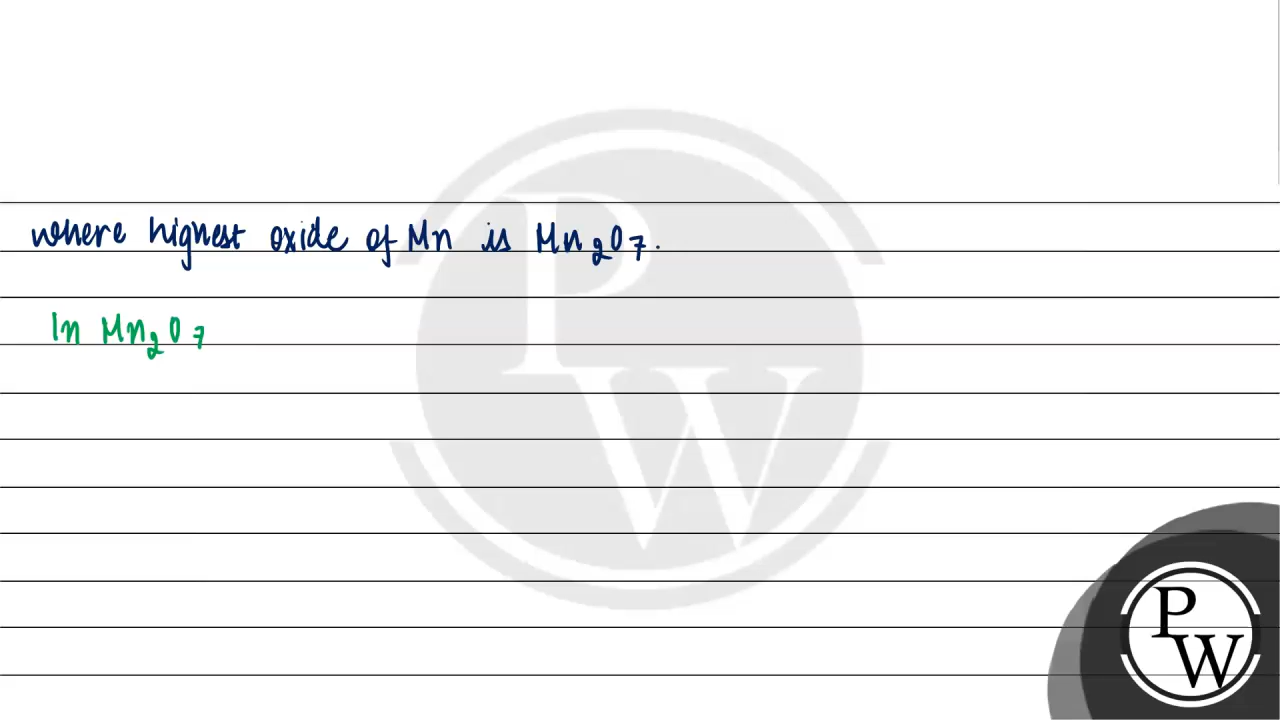 where highest oxide of Mn is Mn₂O₇.
In Mn₂O₇
P
W
P
W